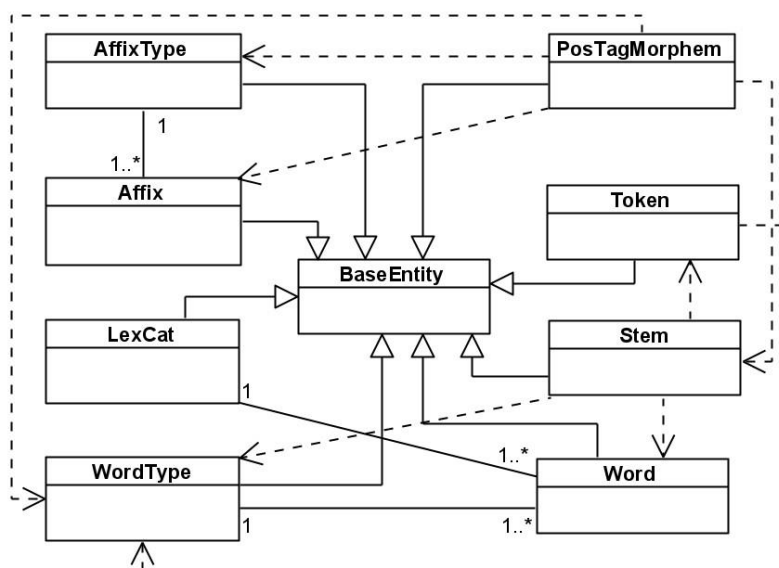 AffixType
PosTagMorphem
1
1..*
Affix
Token
BaseEntity
LexCat
Stem
1
1..*
WordType
Word
1
1..*